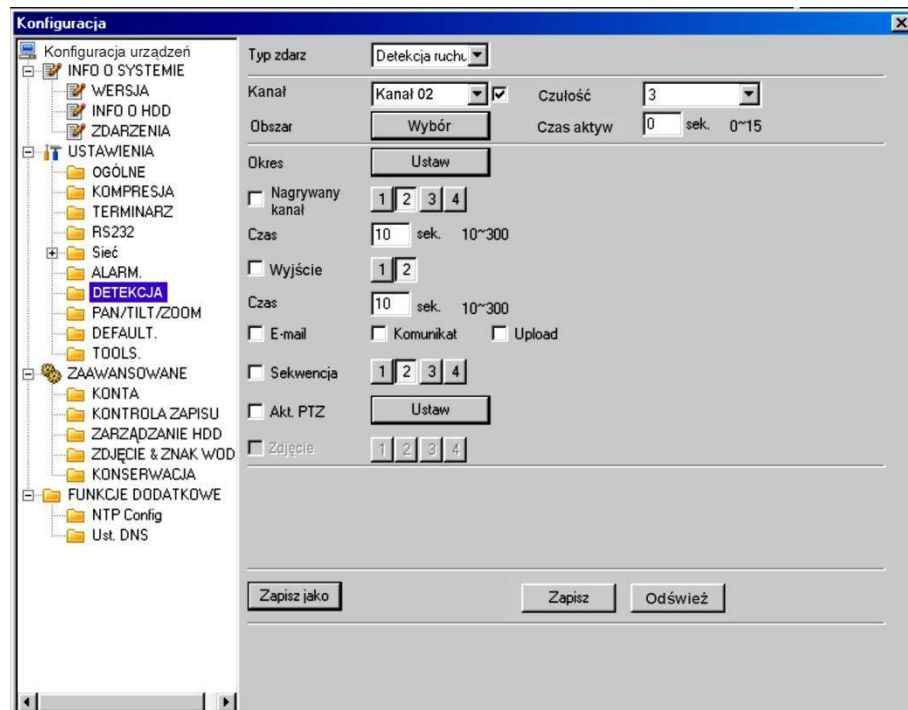 Konfiguracja
Konfiguracja urządzeń
INFO O SYSTEMIE
WERSJA
INFO O HDD
ZDARZENIA
USTAWIENIA
OGÓLNE
KOMPRESJA
TERMINARZ
RS232
Sieć
ALARM.
DETEKCJA
PAN/TILT/ZOOM
DEFAULT.
TOOLS.
ZAAWANSOWANE
KONTA
KONTROLA ZAPISU
ZARZĄDZANIE HDD
ZDJĘCIE & ZNAK WOD
KONSERWACJA
FUNKCJE DODATKOWE
NTP Config
Ust. DNS
Typ zdarz Detekcja ruchu
Kanał Kanał 02 Czułość 3
Obszar Wybór Czas aktyw 0 sek. 0~15
Okres Ustaw
Nagrywany kanał 1 2 3 4
Czas 10 sek. 10~300
Wyjście 1 2
Czas 10 sek. 10~300
E-mail Komunikat Upload
Sekwencja 1 2 3 4
Akt. PTZ Ustaw
Zdjęcie 1 2 3 4
Zapisz jako Zapisz Odśwież